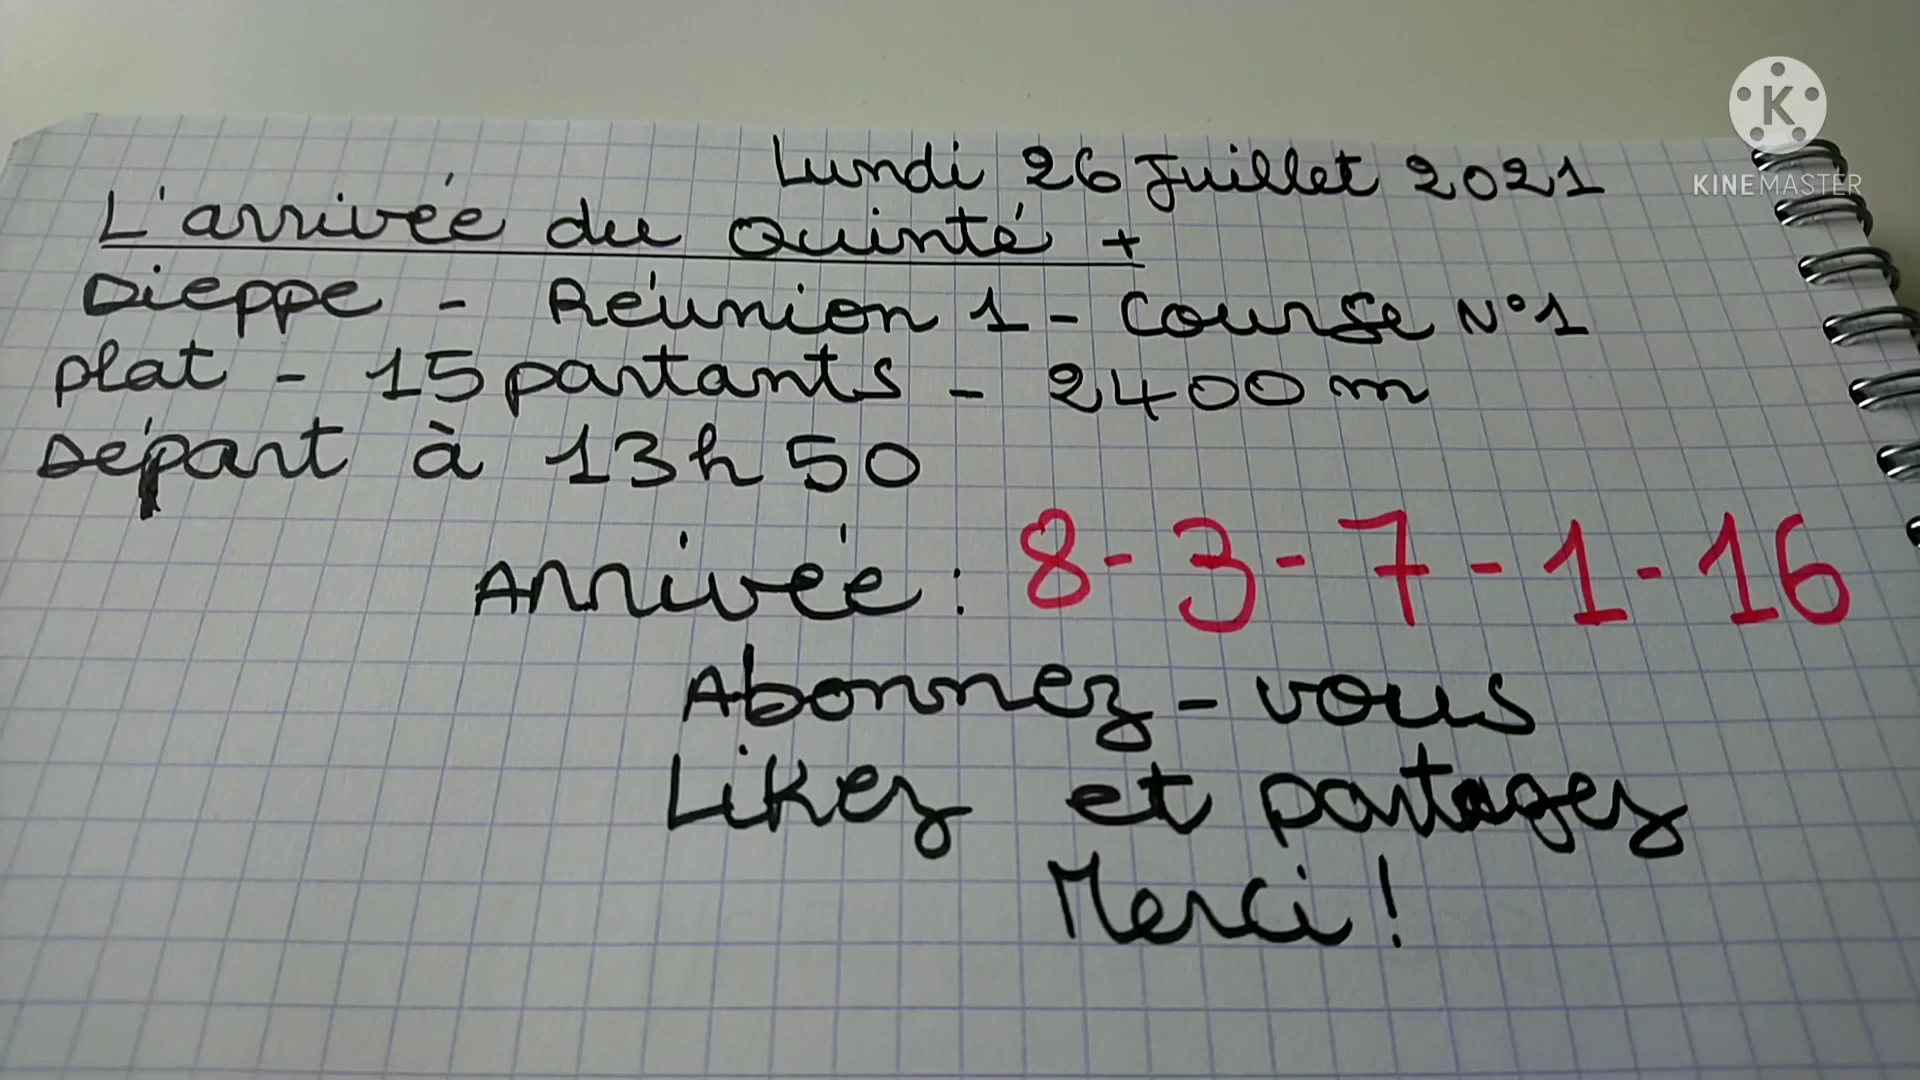 Lundi 26 Juillet 2021
L'arrivée du Quinté +
Dieppe - Réunion 1 - Course N°1
plat - 15 partants - 2400 m
Départ à 13h50
Arrivée : 8 - 3 - 7 - 1 - 16
Abonnez-vous
Likez et partagez
Merci !
K
KINEMASTER